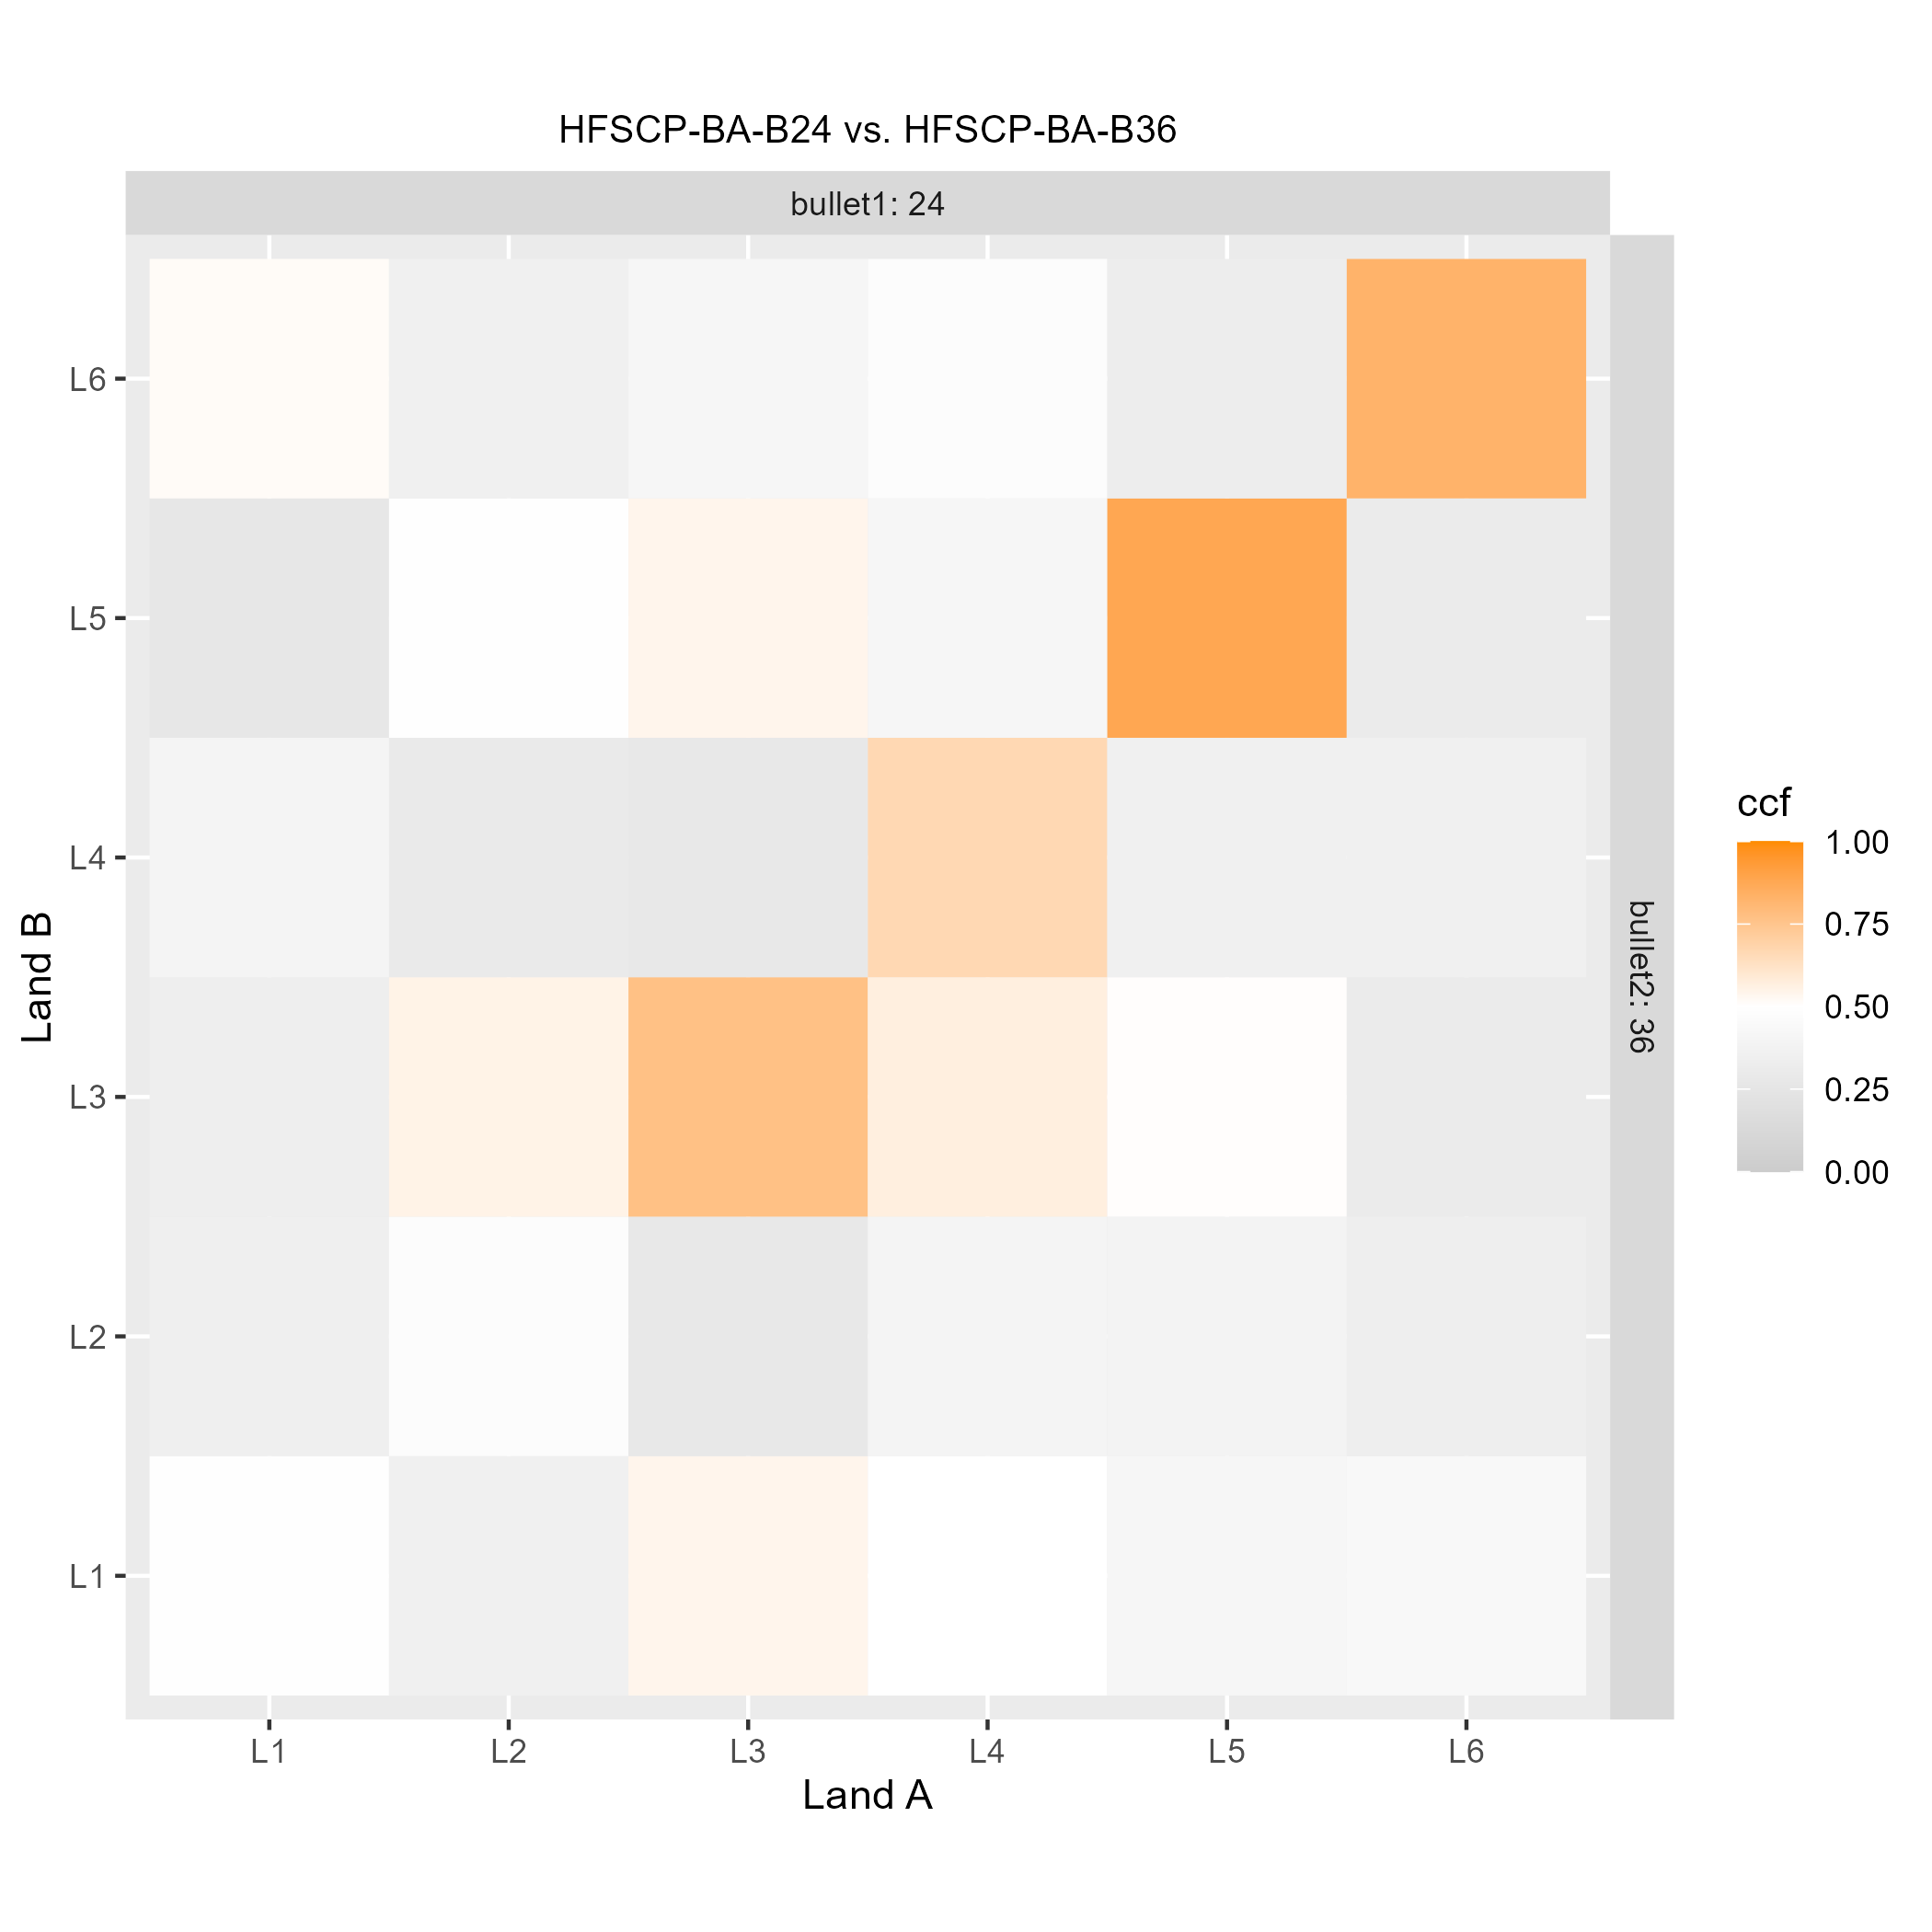 HFSCP-BA-B24 vs. HFSCP-BA-B36
bullet1: 24
L6
L5
L4
L3
L2
L1
Land B
bullet2: 36
L1 L2 L3 L4 L5 L6
Land A
ccf
1.00
0.75
0.50
0.25
0.00